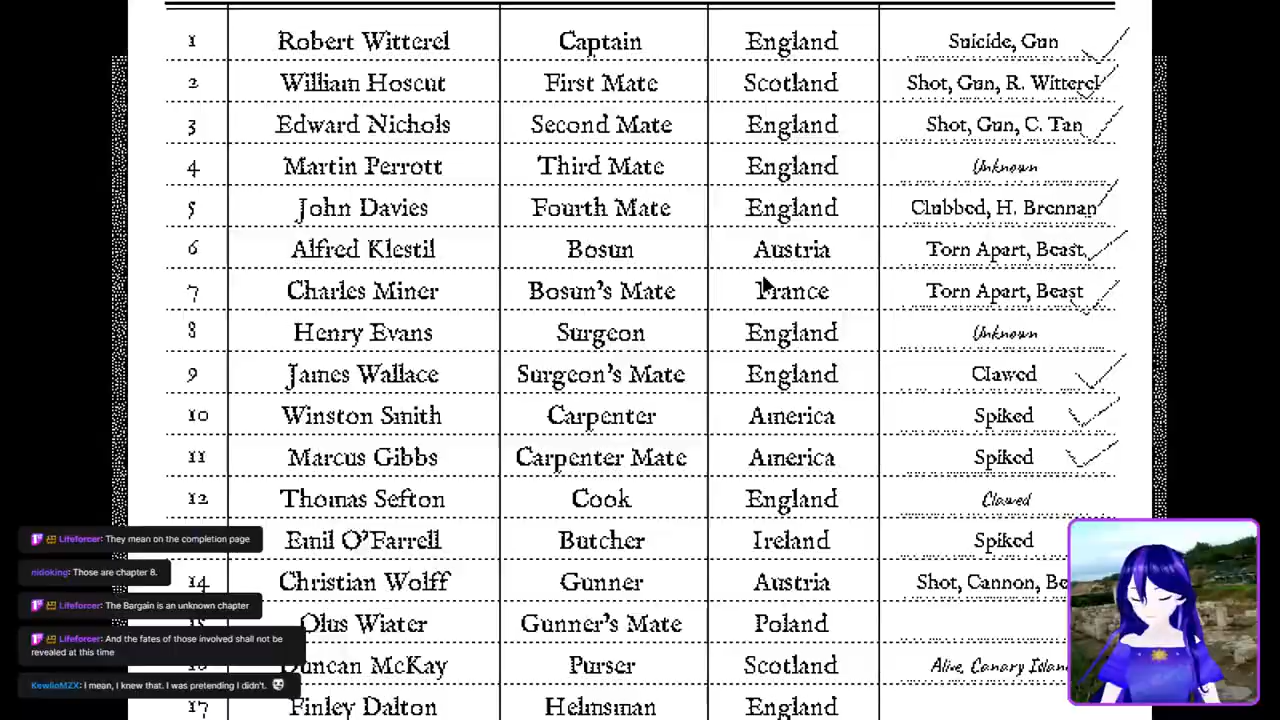 1 Robert Witterel Captain England Suicide, Gun
2 William Hoscut First Mate Scotland Shot, Gun, R. Witterel
3 Edward Nichols Second Mate England Shot, Gun, C. Tan
4 Martin Perrott Third Mate England Unknown
5 John Davies Fourth Mate England Clubbed, H. Brennan
6 Alfred Klestil Bosun Austria Torn Apart, Beast
7 Charles Miner Bosun's Mate France Torn Apart, Beast
8 Henry Evans Surgeon England Unknown
9 James Wallace Surgeon's Mate England Clawed
10 Winston Smith Carpenter America Spiked
11 Marcus Gibbs Carpenter Mate America Spiked
12 Thomas Sefton Cook England Clawed
Lifeforcer: They mean on the completion page
Emil O'Farrell Butcher Ireland Spiked
nidoking: Those are chapter 8.
14 Christian Wolff Gunner Austria Shot, Cannon, Be
Lifeforcer: The Bargain is an unknown chapter
Olus Wiater Gunner's Mate Poland
Lifeforcer: And the fates of those involved shall not be
revealed at this time
Duncan McKay Purser Scotland Alive, Canary Islan
KewlioMZX: I mean, I knew that. I was pretending I didn't.
17 Finley Dalton Helmsman England